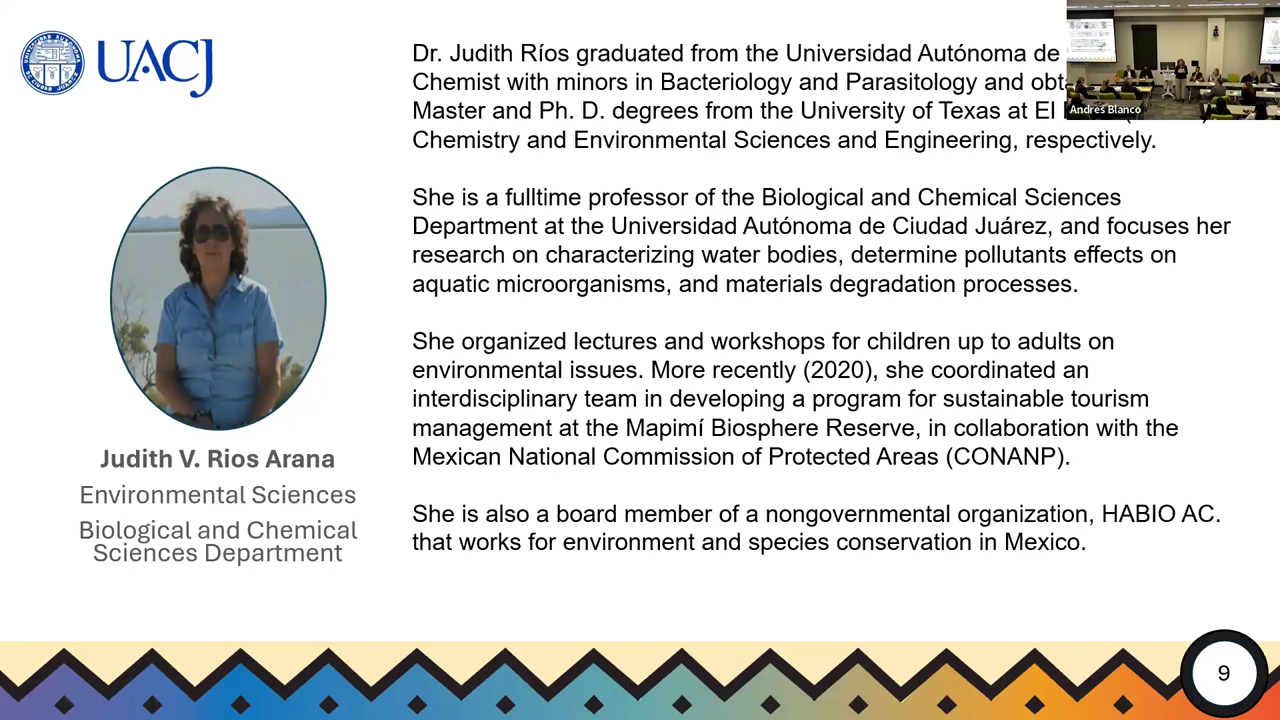 UACJ
Dr. Judith Ríos graduated from the Universidad Autónoma de
Chemist with minors in Bacteriology and Parasitology and
Master and Ph. D. degrees from the University of Texas at El
Chemistry and Environmental Sciences and Engineering, respectively.
Andres Blanco
She is a fulltime professor of the Biological and Chemical Sciences
Department at the Universidad Autónoma de Ciudad Juárez, and focuses her
research on characterizing water bodies, determine pollutants effects on
aquatic microorganisms, and materials degradation processes.
She organized lectures and workshops for children up to adults on
environmental issues. More recently (2020), she coordinated an
interdisciplinary team in developing a program for sustainable tourism
management at the Mapimí Biosphere Reserve, in collaboration with the
Mexican National Commission of Protected Areas (CONANP).
She is also a board member of a nongovernmental organization, HABIO AC.
that works for environment and species conservation in Mexico.
Judith V. Rios Arana
Environmental Sciences
Biological and Chemical
Sciences Department
9